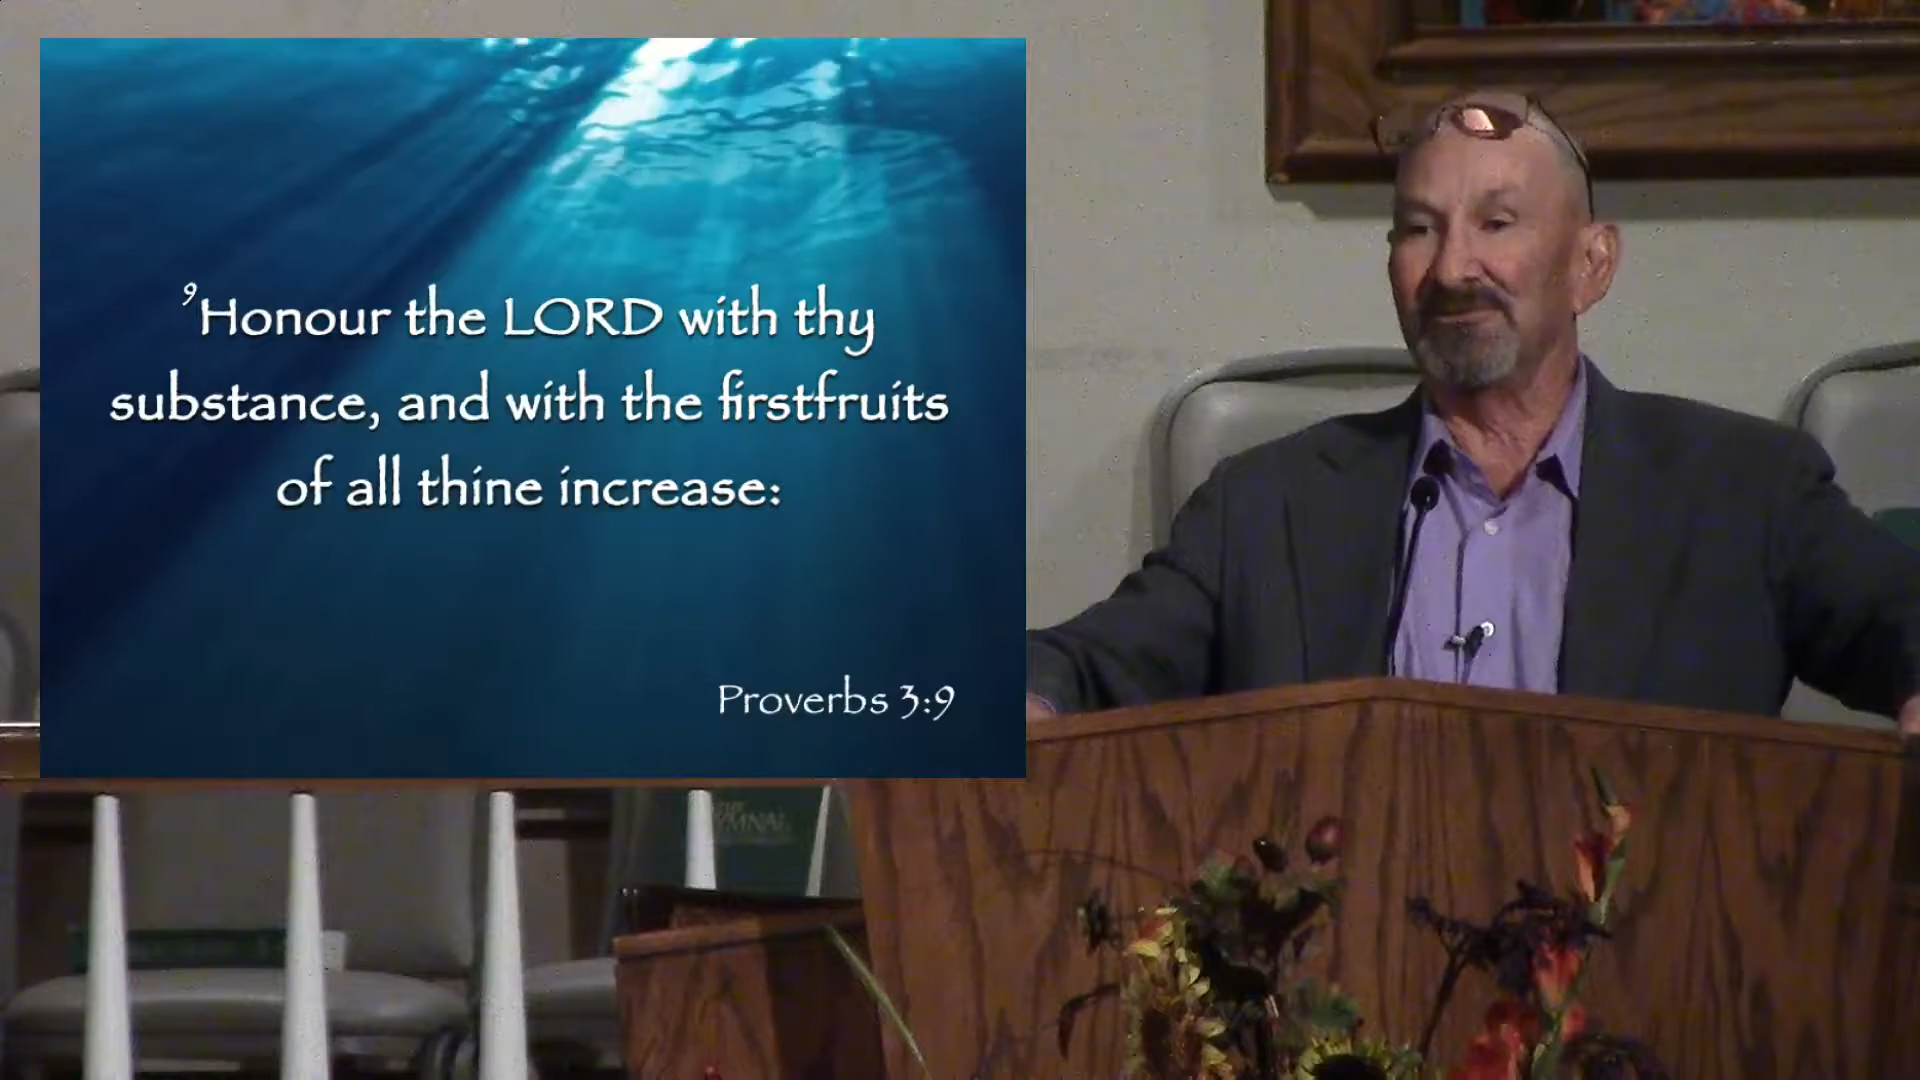 ⁹Honour the LORD with thy
substance, and with the firstfruits
of all thine increase:
Proverbs 3:9